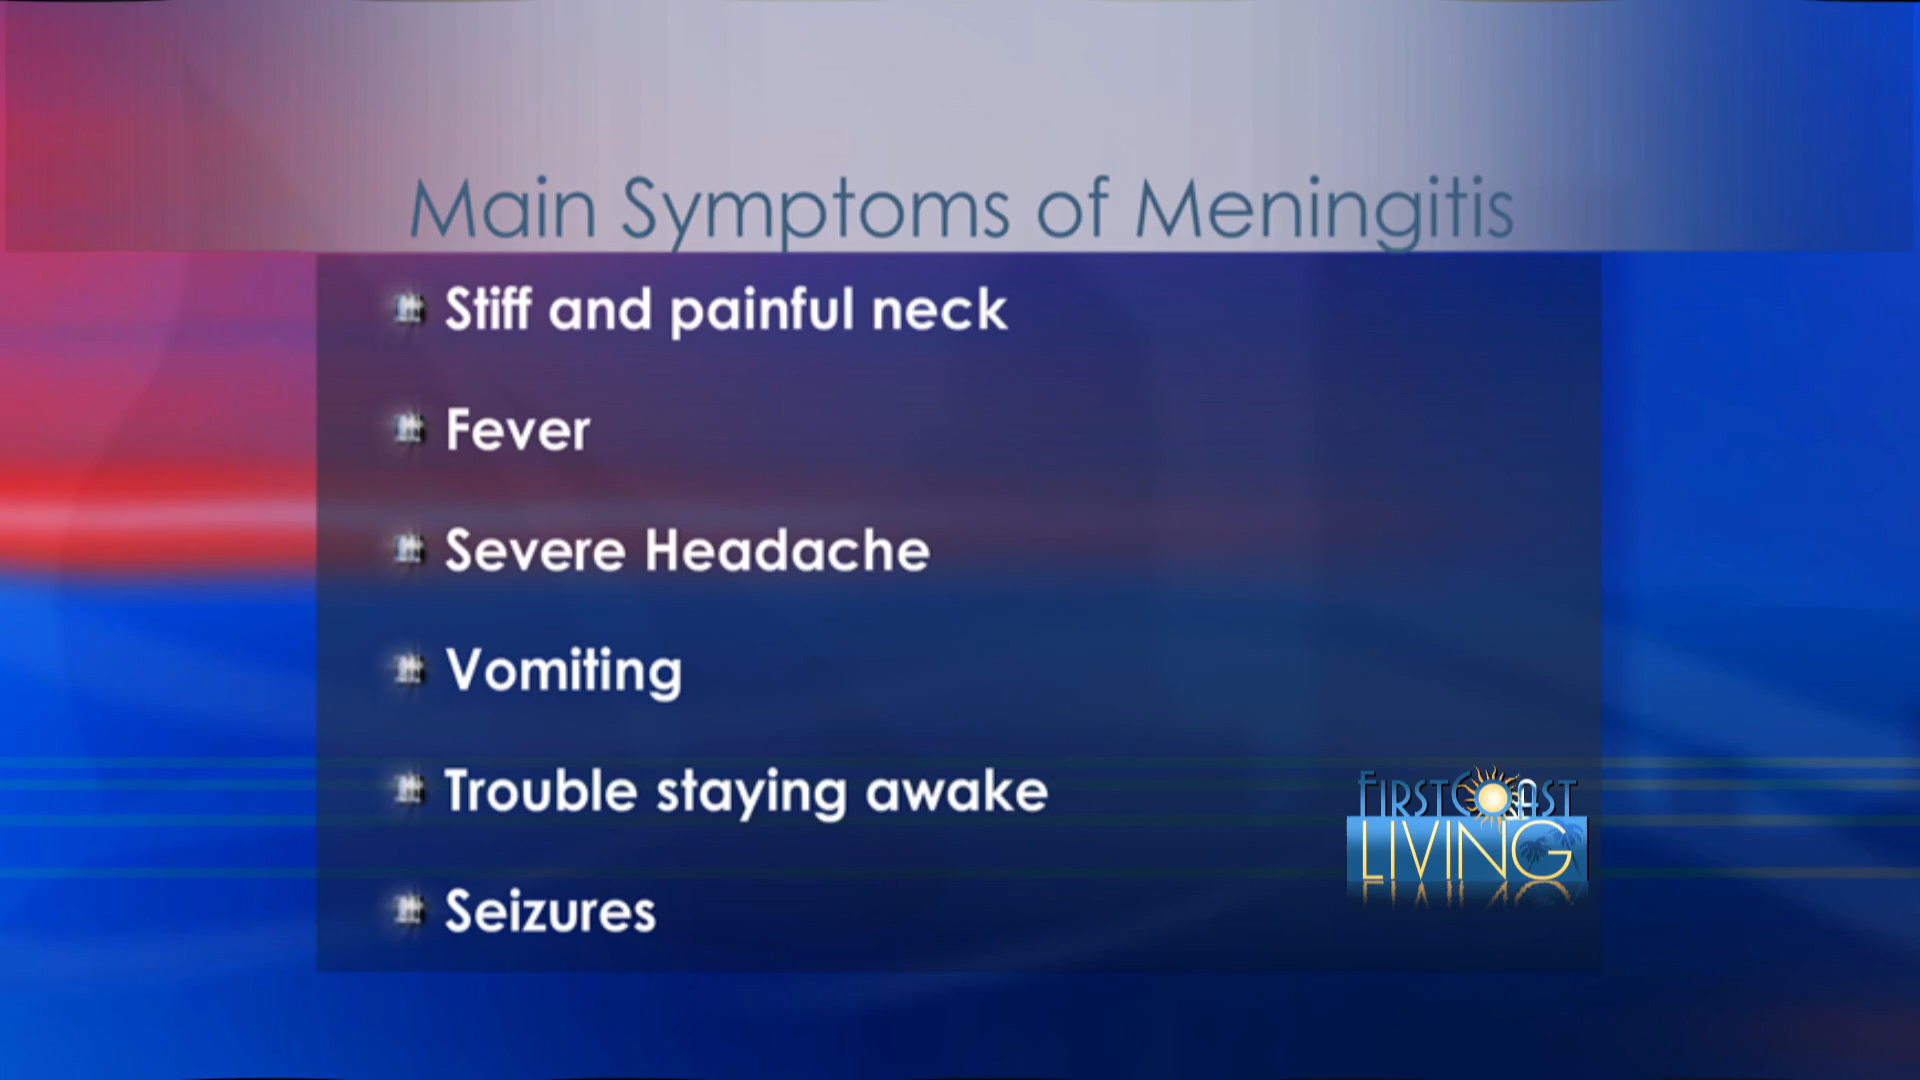 Main Symptoms of Meningitis
Stiff and painful neck
Fever
Severe Headache
Vomiting
Trouble staying awake
Seizures
FIRST COAST
LIVING